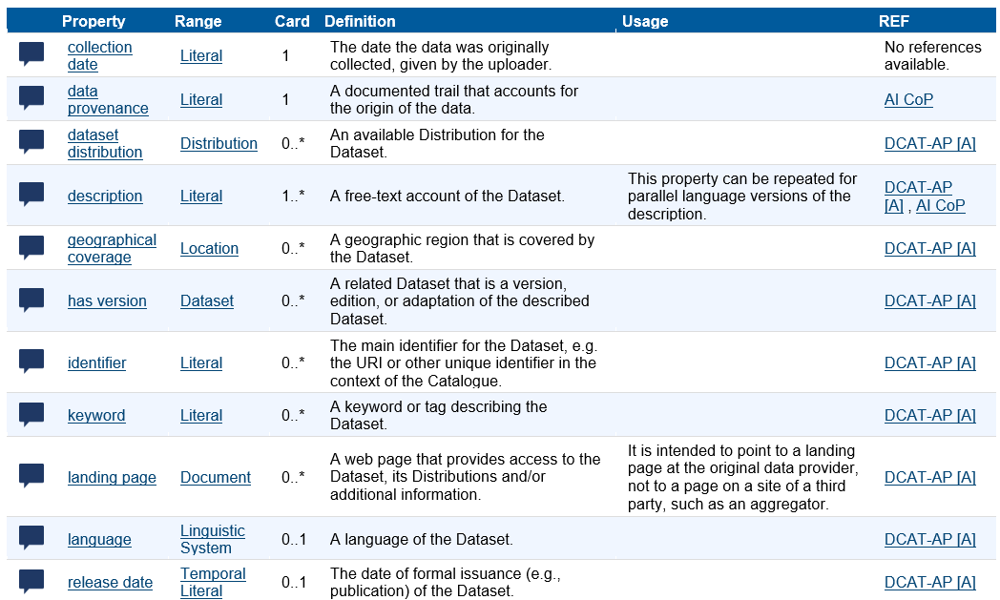 Property Range Card Definition Usage REF
collection
date
Literal
1
The date the data was originally
collected, given by the uploader.
No references
available.
data
provenance
Literal
1
A documented trail that accounts for
the origin of the data.
AI CoP
dataset
distribution
Distribution
0..*
An available Distribution for the
Dataset.
DCAT-AP [A]
description
Literal
1..*
A free-text account of the Dataset.
This property can be repeated for
parallel language versions of the
description.
DCAT-AP
[A] , AI CoP
geographical
coverage
Location
0..*
A geographic region that is covered by
the Dataset.
DCAT-AP [A]
has version
Dataset
0..*
A related Dataset that is a version,
edition, or adaptation of the described
Dataset.
DCAT-AP [A]
identifier
Literal
0..*
The main identifier for the Dataset, e.g.
the URI or other unique identifier in the
context of the Catalogue.
DCAT-AP [A]
keyword
Literal
0..*
A keyword or tag describing the
Dataset.
DCAT-AP [A]
landing page
Document
0..*
A web page that provides access to the
Dataset, its Distributions and/or
additional information.
It is intended to point to a landing
page at the original data provider,
not to a page on a site of a third
party, such as an aggregator.
DCAT-AP [A]
language
Linguistic
System
0..1
A language of the Dataset.
DCAT-AP [A]
release date
Temporal
Literal
0..1
The date of formal issuance (e.g.,
publication) of the Dataset.
DCAT-AP [A]